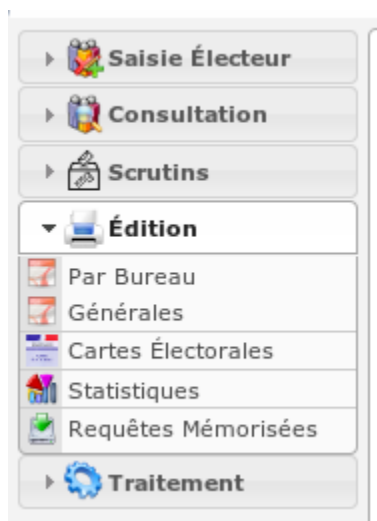 Saisie Électeur
Consultation
Scrutins
Édition
Par Bureau
Générales
Cartes Électorales
Statistiques
Requêtes Mémorisées
Traitement